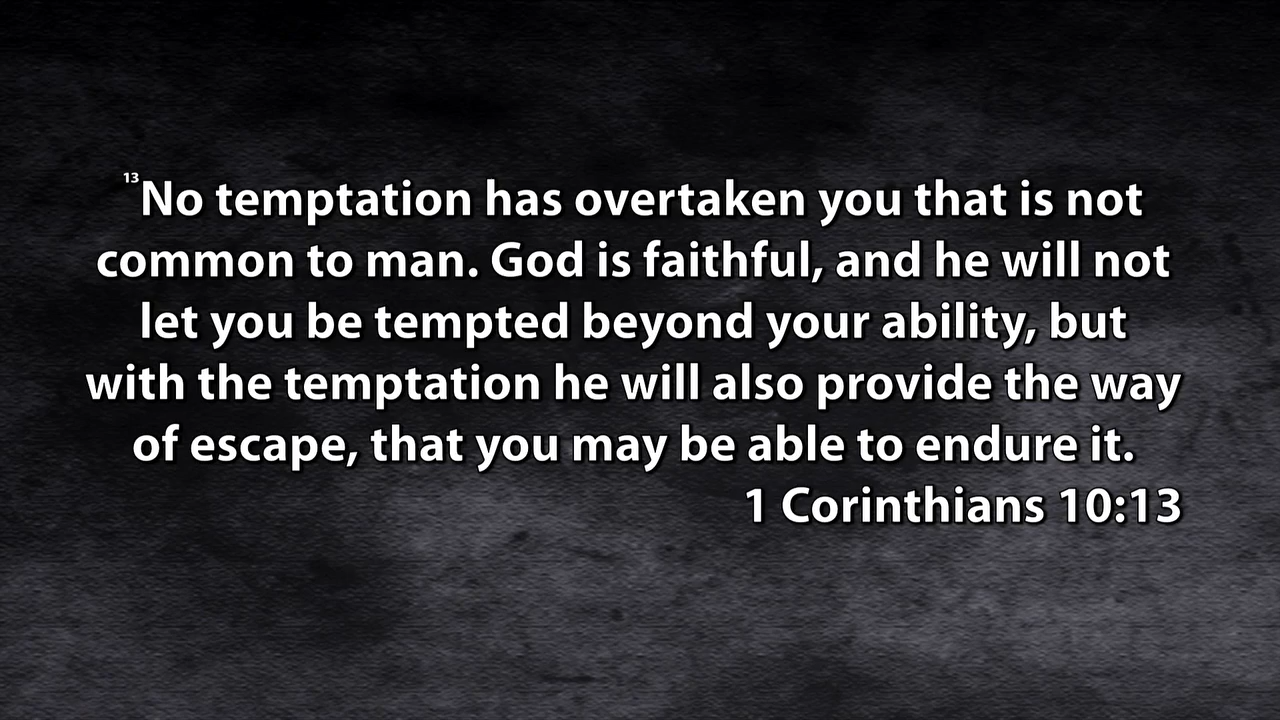 ¹³No temptation has overtaken you that is not
common to man. God is faithful, and he will not
let you be tempted beyond your ability, but
with the temptation he will also provide the way
of escape, that you may be able to endure it.
1 Corinthians 10:13